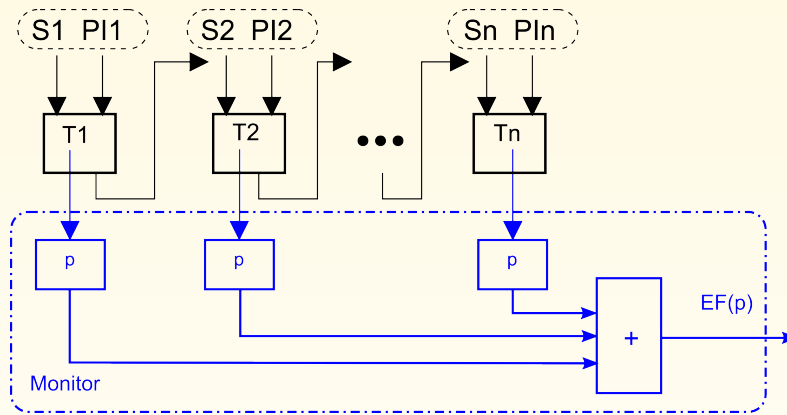 S1 PI1
S2 PI2
Sn PIn
T1
T2
•••
Tn
p
p
p
EF(p)
+
Monitor